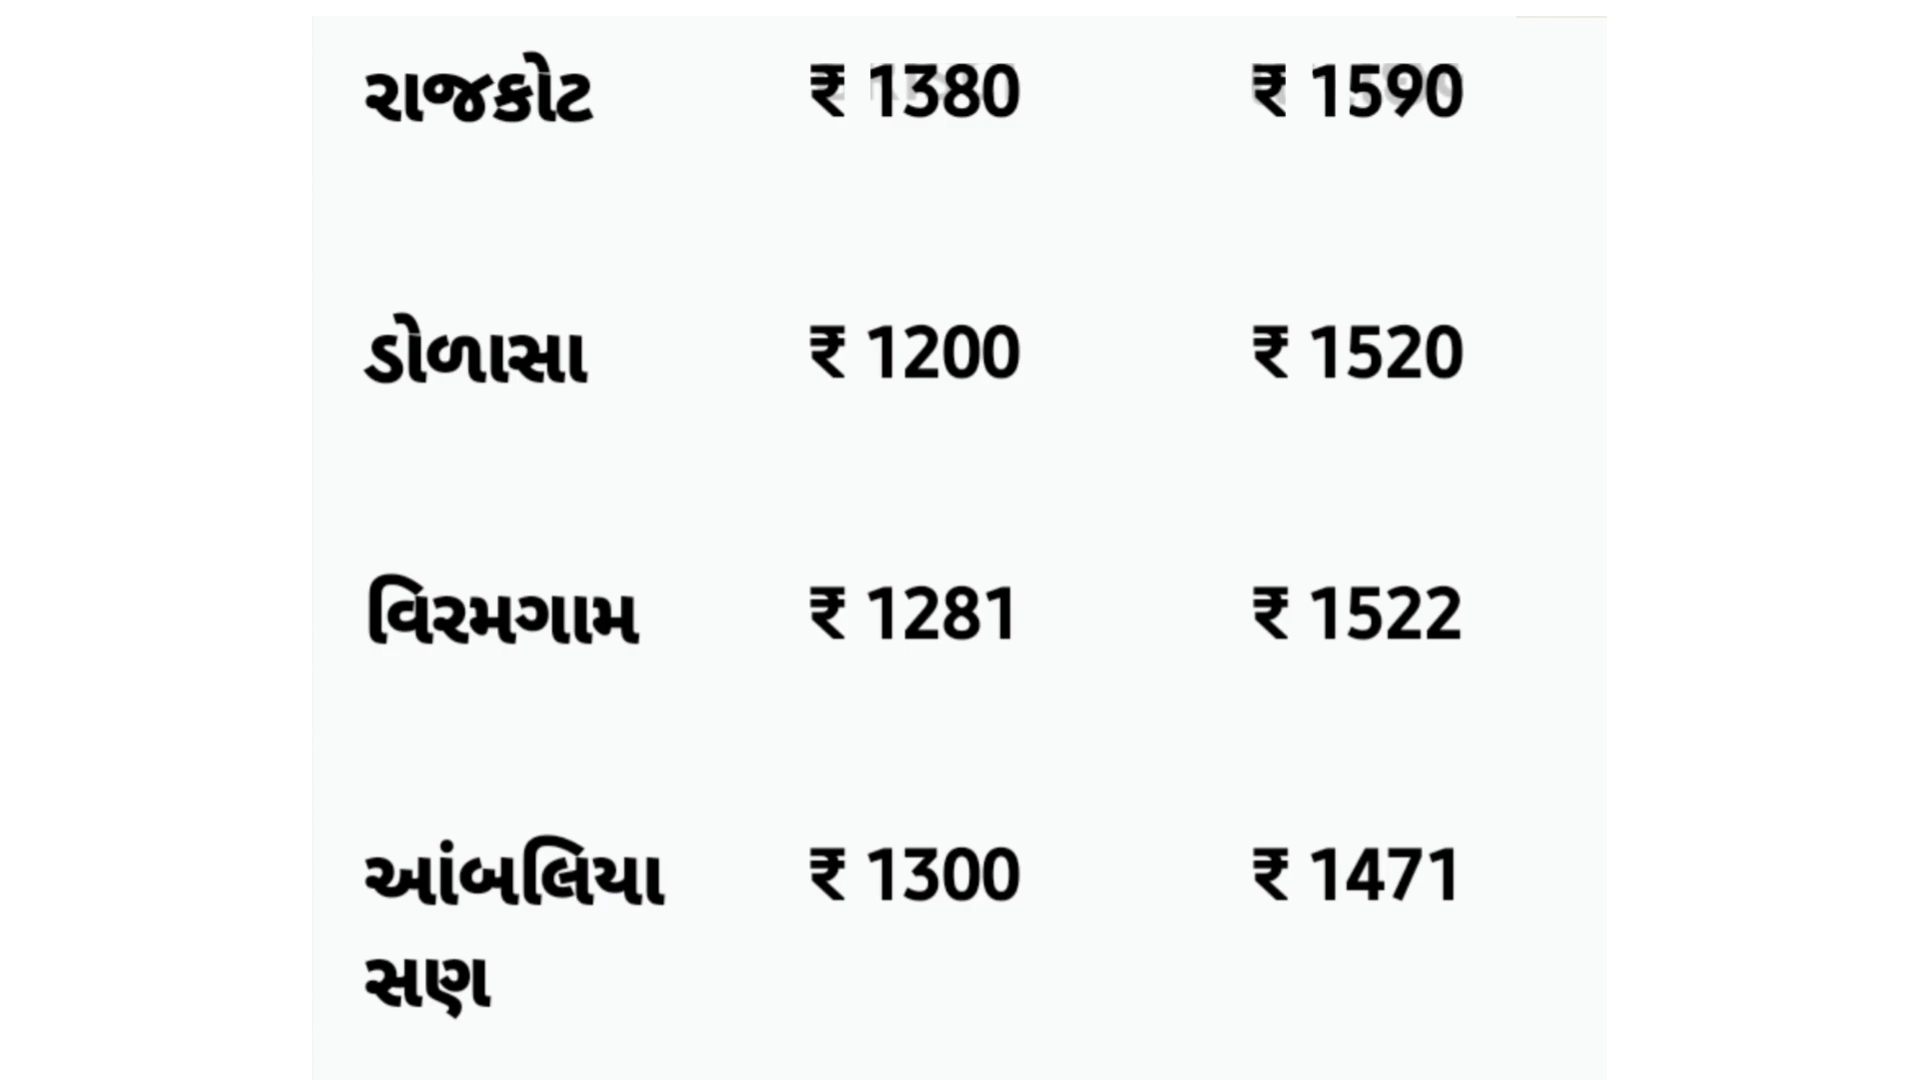 રાજકોટ ₹ 1380 ₹ 1590
ડોળાસા ₹ 1200 ₹ 1520
વિરમગામ ₹ 1281 ₹ 1522
આંબલિયા ₹ 1300 ₹ 1471
સણ